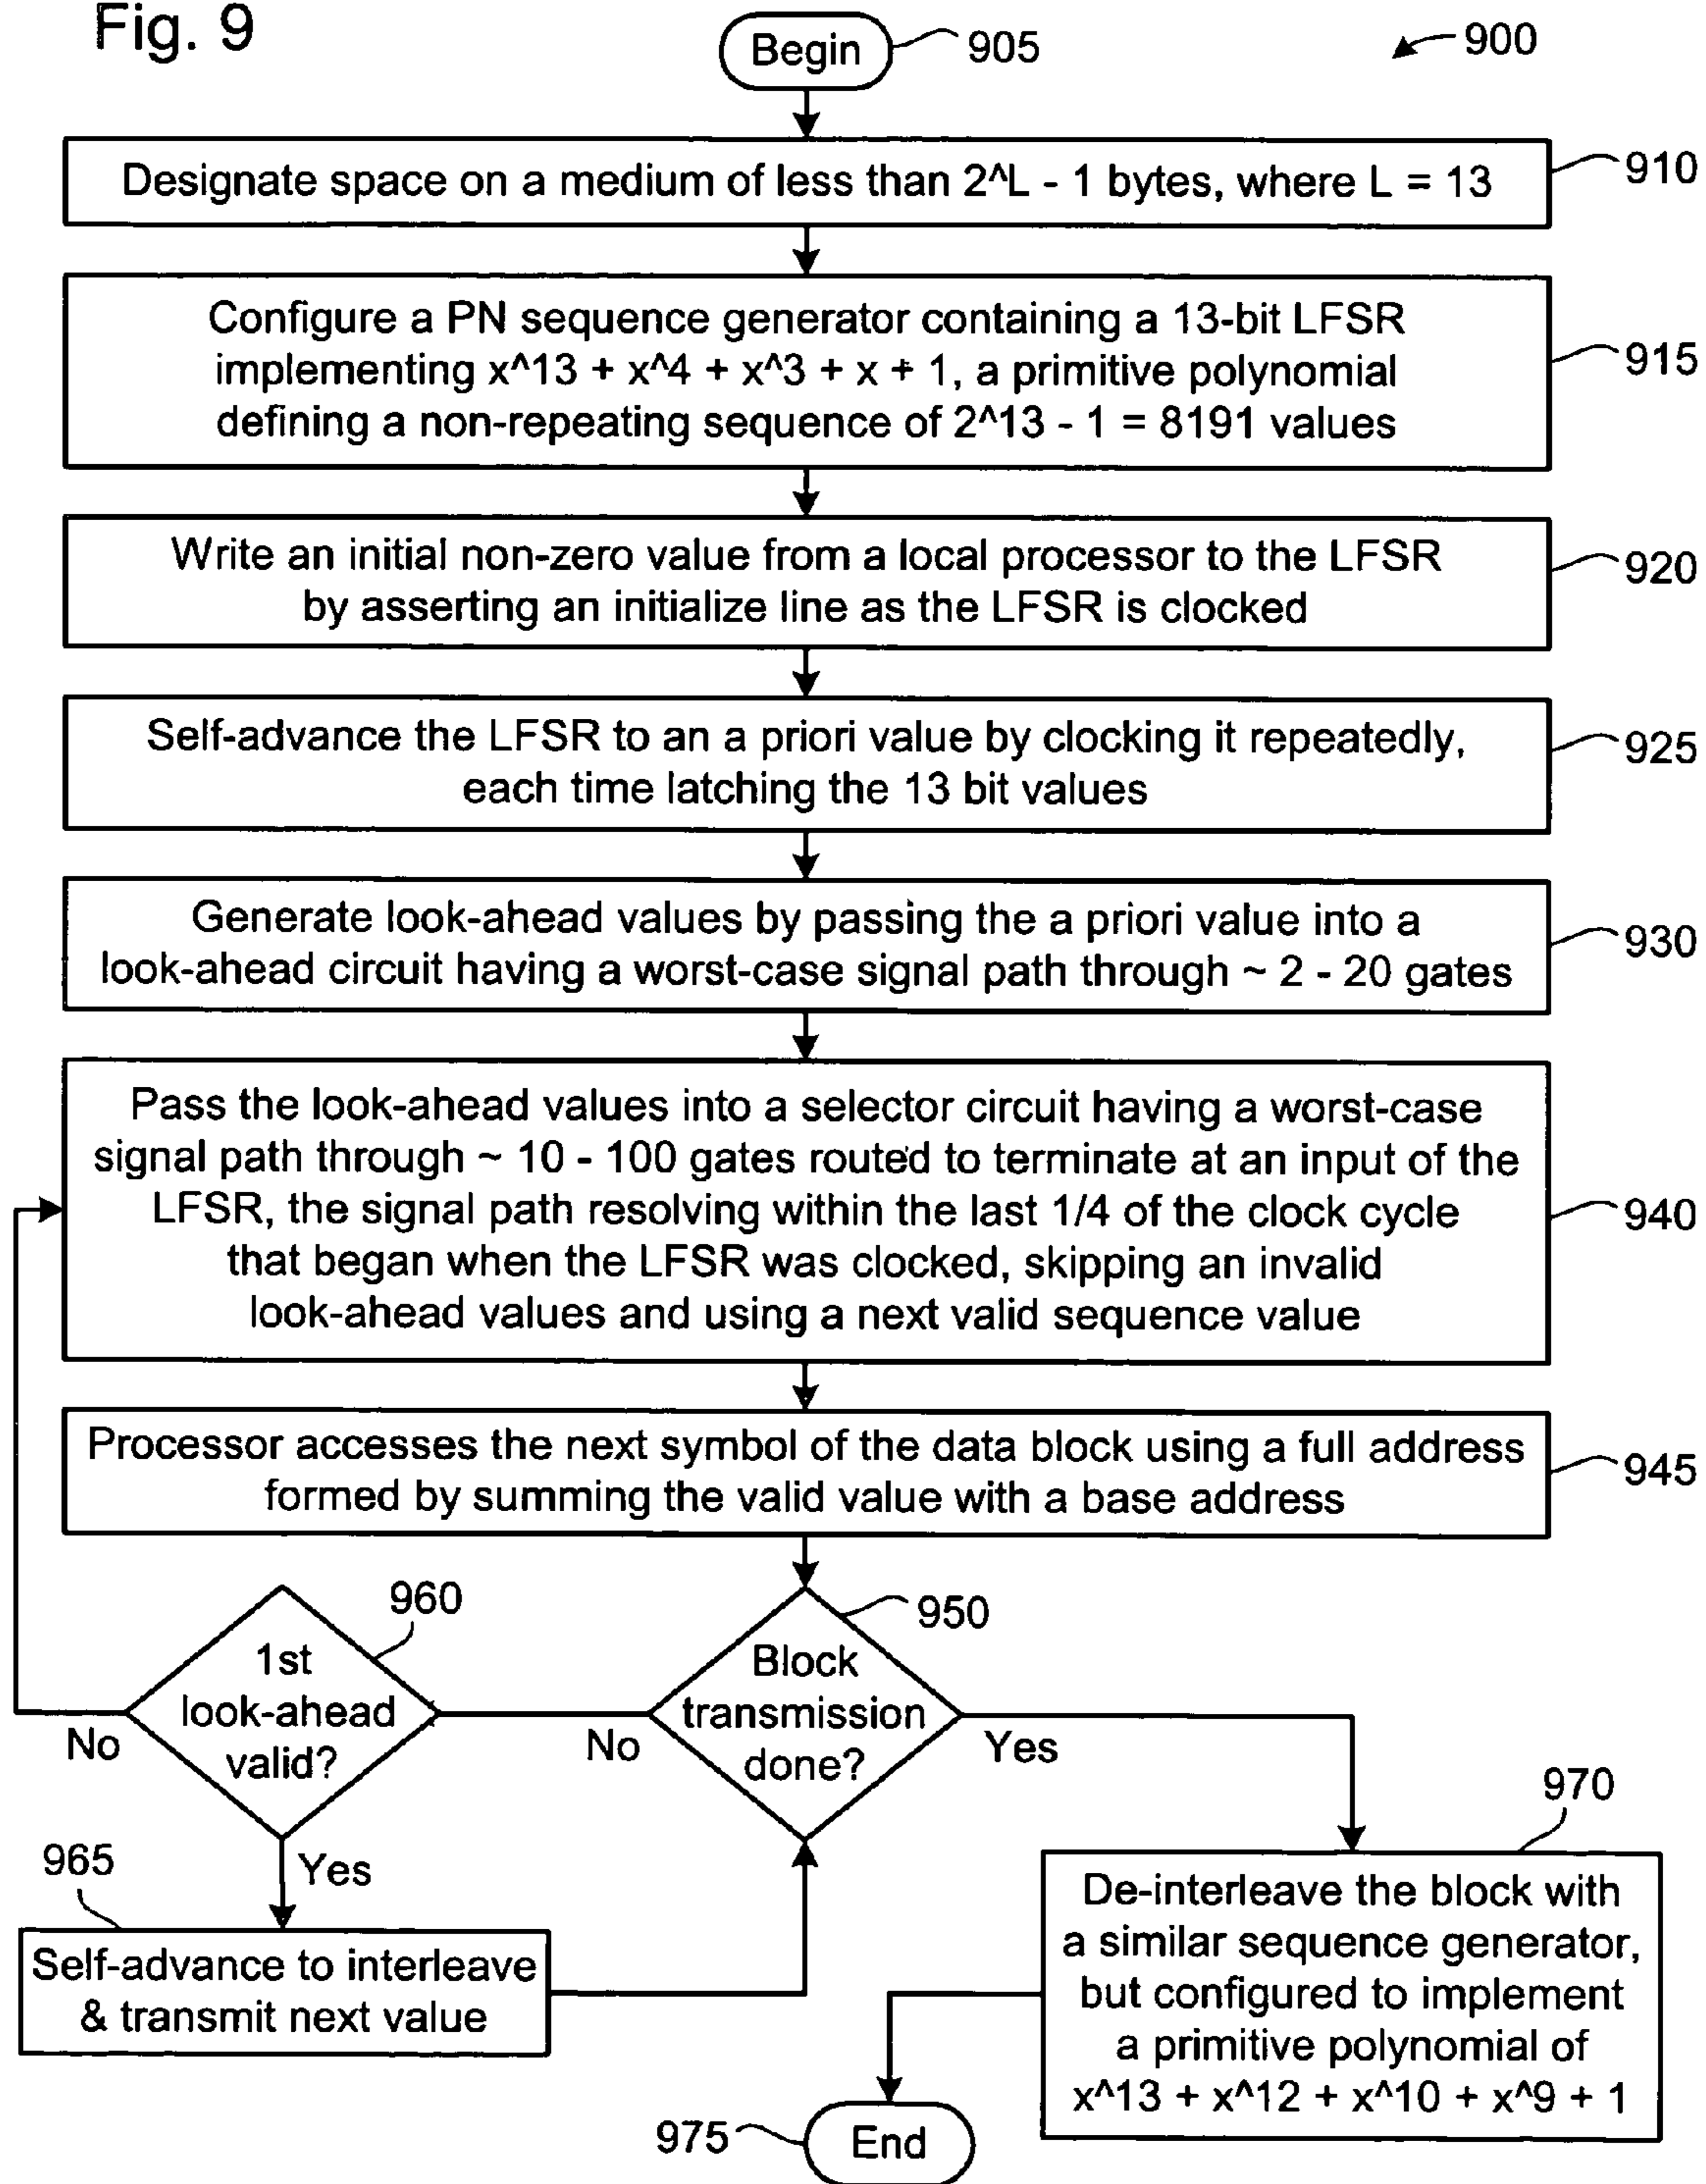 Fig. 9
Begin
905
900
Designate space on a medium of less than 2^L - 1 bytes, where L = 13
910
Configure a PN sequence generator containing a 13-bit LFSR
implementing x^13 + x^4 + x^3 + x + 1, a primitive polynomial
defining a non-repeating sequence of 2^13 - 1 = 8191 values
915
Write an initial non-zero value from a local processor to the LFSR
by asserting an initialize line as the LFSR is clocked
920
Self-advance the LFSR to an a priori value by clocking it repeatedly,
each time latching the 13 bit values
925
Generate look-ahead values by passing the a priori value into a
look-ahead circuit having a worst-case signal path through ~ 2 - 20 gates
930
Pass the look-ahead values into a selector circuit having a worst-case
signal path through ~ 10 - 100 gates routed to terminate at an input of the
LFSR, the signal path resolving within the last 1/4 of the clock cycle
that began when the LFSR was clocked, skipping an invalid
look-ahead values and using a next valid sequence value
940
Processor accesses the next symbol of the data block using a full address
formed by summing the valid value with a base address
945
960
1st
look-ahead
valid?
No
Yes
950
Block
transmission
done?
No
Yes
965
Self-advance to interleave
& transmit next value
970
De-interleave the block with
a similar sequence generator,
but configured to implement
a primitive polynomial of
x^13 + x^12 + x^10 + x^9 + 1
975
End